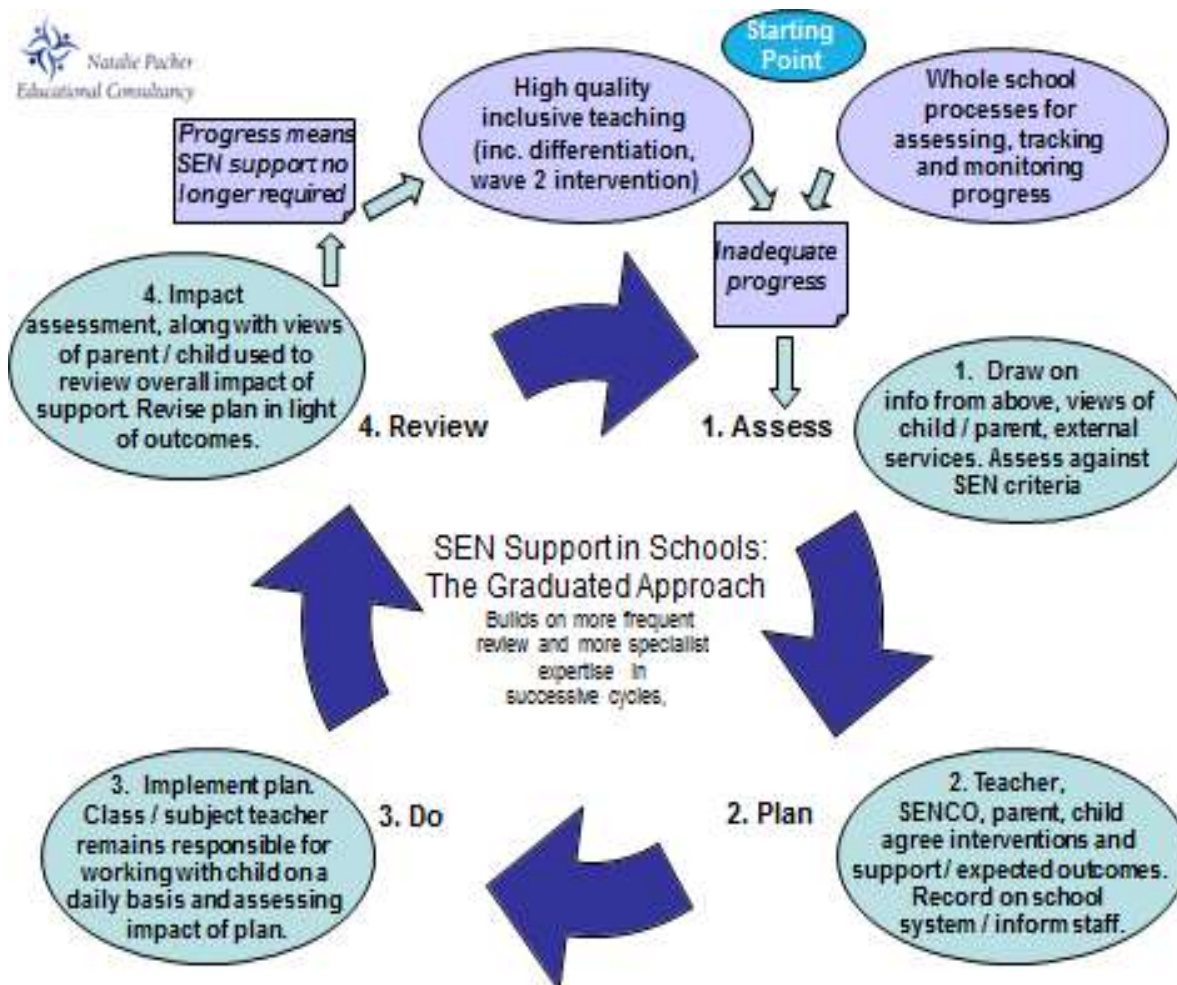 Natalie Packer
Educational Consultancy
Starting
Point
High quality
inclusive teaching
(inc. differentiation,
wave 2 intervention)
Whole school
processes for
assessing, tracking
and monitoring
progress
Progress means
SEN support no
longer required
Inadequate
progress
4. Impact
assessment, along with views
of parent / child used to
review overall impact of
support. Revise plan in light
of outcomes.
4. Review
1. Assess
1. Draw on
info from above, views of
child / parent, external
services. Assess against
SEN criteria
SEN Support in Schools:
The Graduated Approach
Builds on more frequent
review and more specialist
expertise in
successive cycles,
3. Implement plan.
Class / subject teacher
remains responsible for
working with child on a
daily basis and assessing
impact of plan.
3. Do
2. Plan
2. Teacher,
SENCO, parent, child
agree interventions and
support / expected outcomes.
Record on school
system / inform staff.